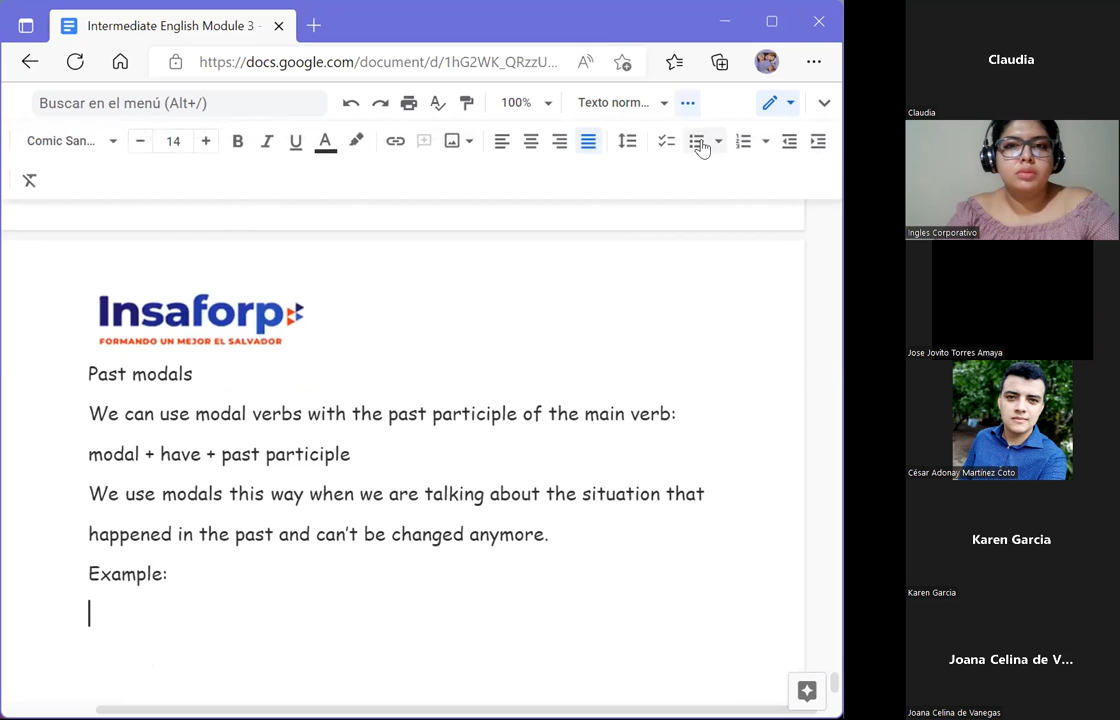 Intermediate English Module 3 -
https://docs.google.com/document/d/1hG2WK_QRzzU...
Buscar en el menú (Alt+/)
100%
Texto norm...
Comic San...
14
B I U A
Insaforp
FORMANDO UN MEJOR EL SALVADOR
Past modals
We can use modal verbs with the past participle of the main verb:
modal + have + past participle
We use modals this way when we are talking about the situation that
happened in the past and can't be changed anymore.
Example:
Claudia
Claudia
Ingles Corporativo
Jose Jovito Torres Amaya
César Adonay Martínez Coto
Karen Garcia
Karen Garcia
Joana Celina de V...
Joana Celina de Vanegas